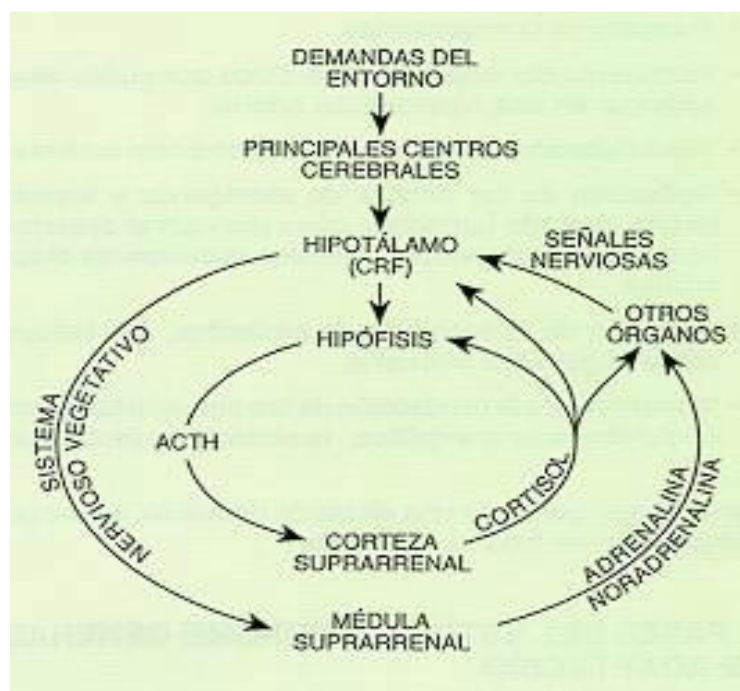 DEMANDAS DEL
ENTORNO
PRINCIPALES CENTROS
CEREBRALES
HIPOTÁLAMO
(CRF)
SEÑALES
NERVIOSAS
HIPÓFISIS
OTROS
ÓRGANOS
SISTEMA
NERVIOSO VEGETATIVO
ACTH
CORTISOL
CORTEZA
SUPRARRENAL
ADRENALINA
NORADRENALINA
MÉDULA
SUPRARRENAL